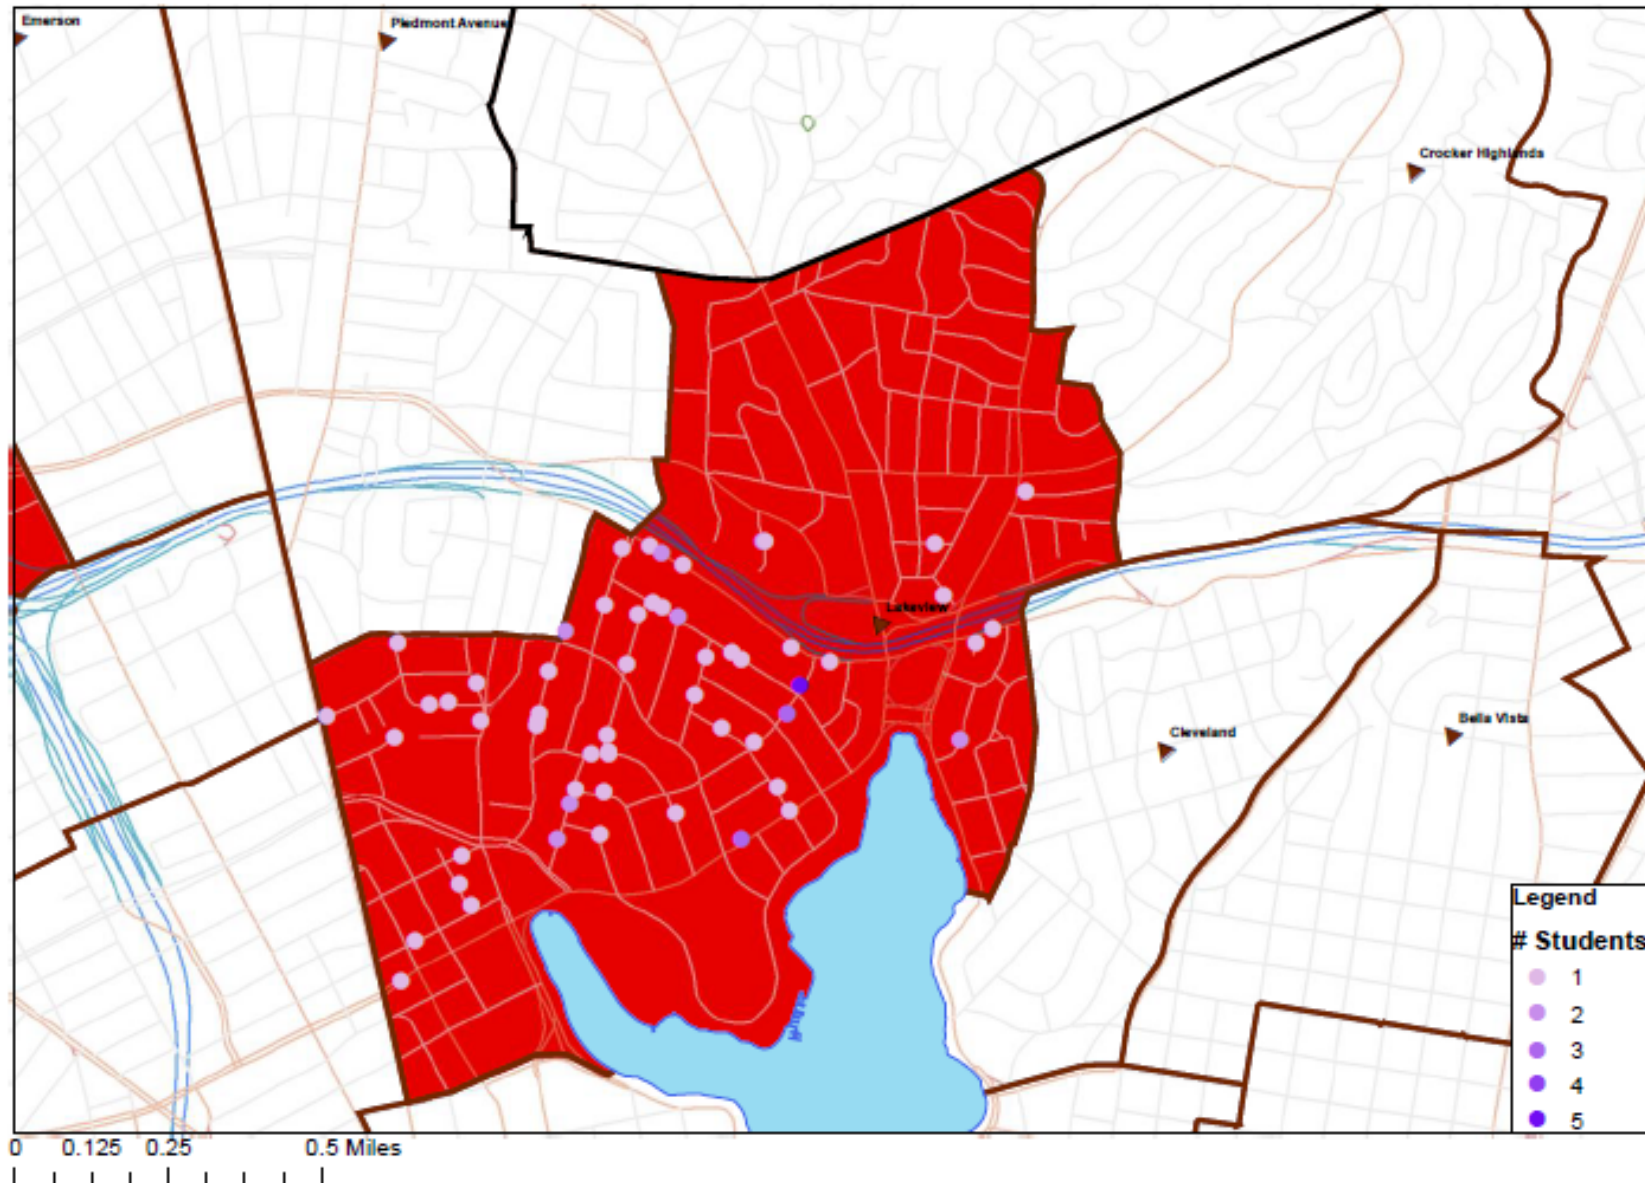 Emerson
Piedmont Avenue
Crocker Highlands
Lakeview
Cleveland
Bella Vista
Legend
# Students
1
2
3
4
5
0 0.125 0.25 0.5 Miles